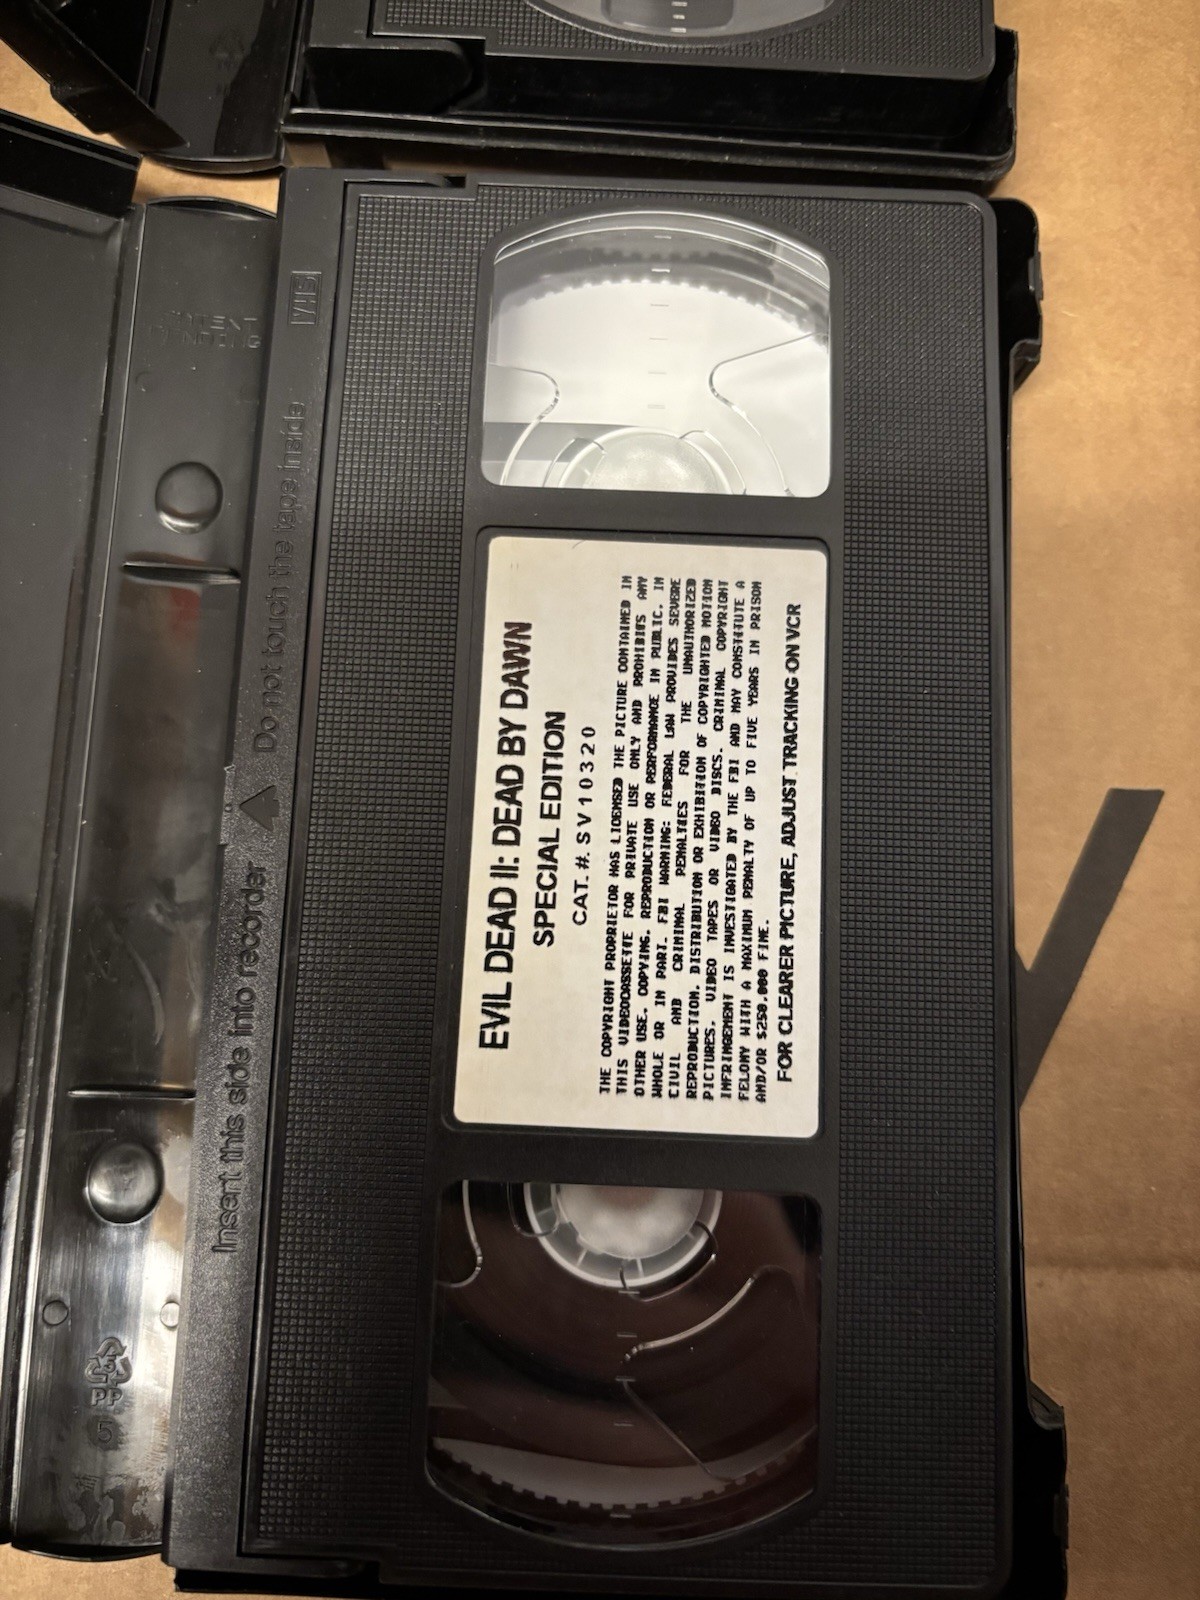 EVIL DEAD II: DEAD BY DAWN
SPECIAL EDITION
CAT. #. SV10320
THE COPYRIGHT PROPRIETOR HAS LICENSED THE PICTURE CONTAINED IN
THIS VIDEOCASSETTE FOR PRIVATE USE ONLY AND PROHIBITS ANY
OTHER USE. COPYING. REPRODUCTION OR PERFORMANCE IN PUBLIC. IN
WHOLE OR IN PART. FBI WARNING: FEDERAL LAW PROVIDES SEVERE
CIVIL AND CRIMINAL PENALTIES FOR THE UNAUTHORIZED
REPRODUCTION. DISTRIBUTION OR EXHIBITION OF COPYRIGHTED MOTION
PICTURES. VIDEO TAPES OR VIDEO DISCS. CRIMINAL COPYRIGHT
INFRINGEMENT IS INVESTIGATED BY THE FBI AND MAY CONSTITUTE A
FELONY WITH A MAXIMUM PENALTY OF UP TO FIVE YEARS IN PRISON
AND/OR $250.000 FINE.
FOR CLEARER PICTURE, ADJUST TRACKING ON VCR
Insert this side into recorder
Do not touch the tape inside
VHS
PATENT
PENDING
PP
5